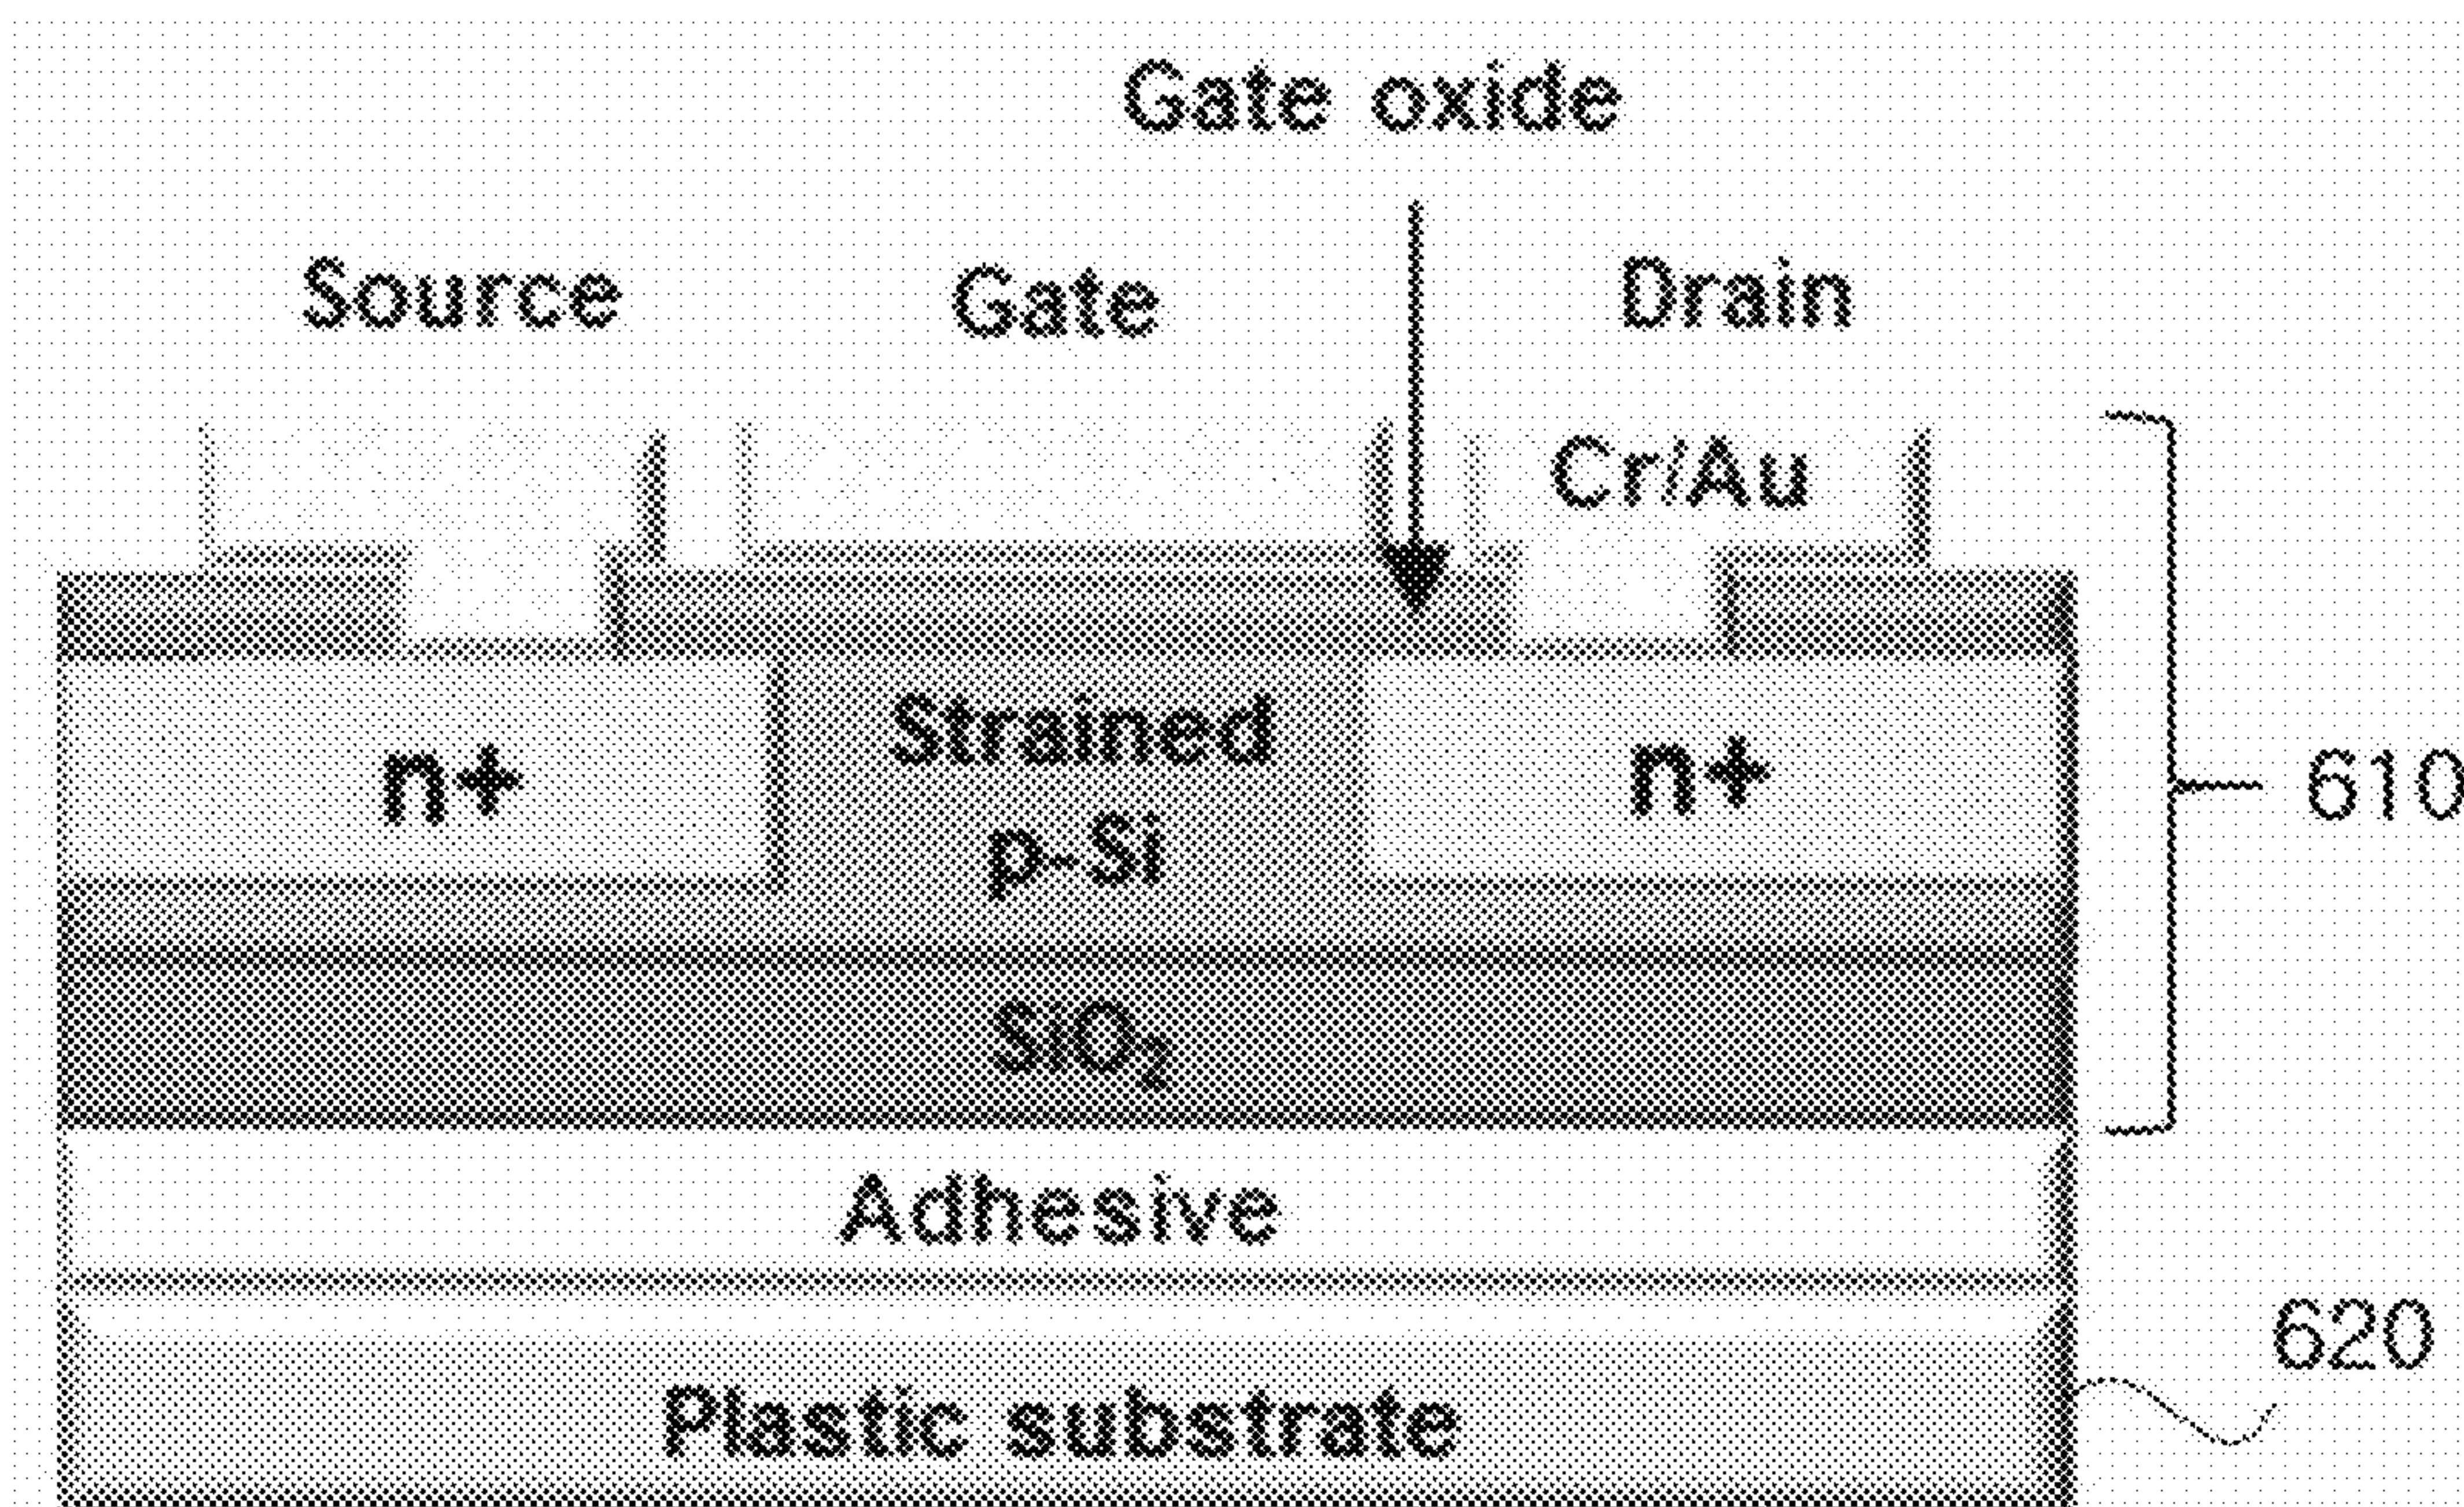 Gate oxide
Source
Gate
Drain
Cr/Au
n+
Strained
p-Si
n+
610
SiO₂
Adhesive
620
Plastic substrate